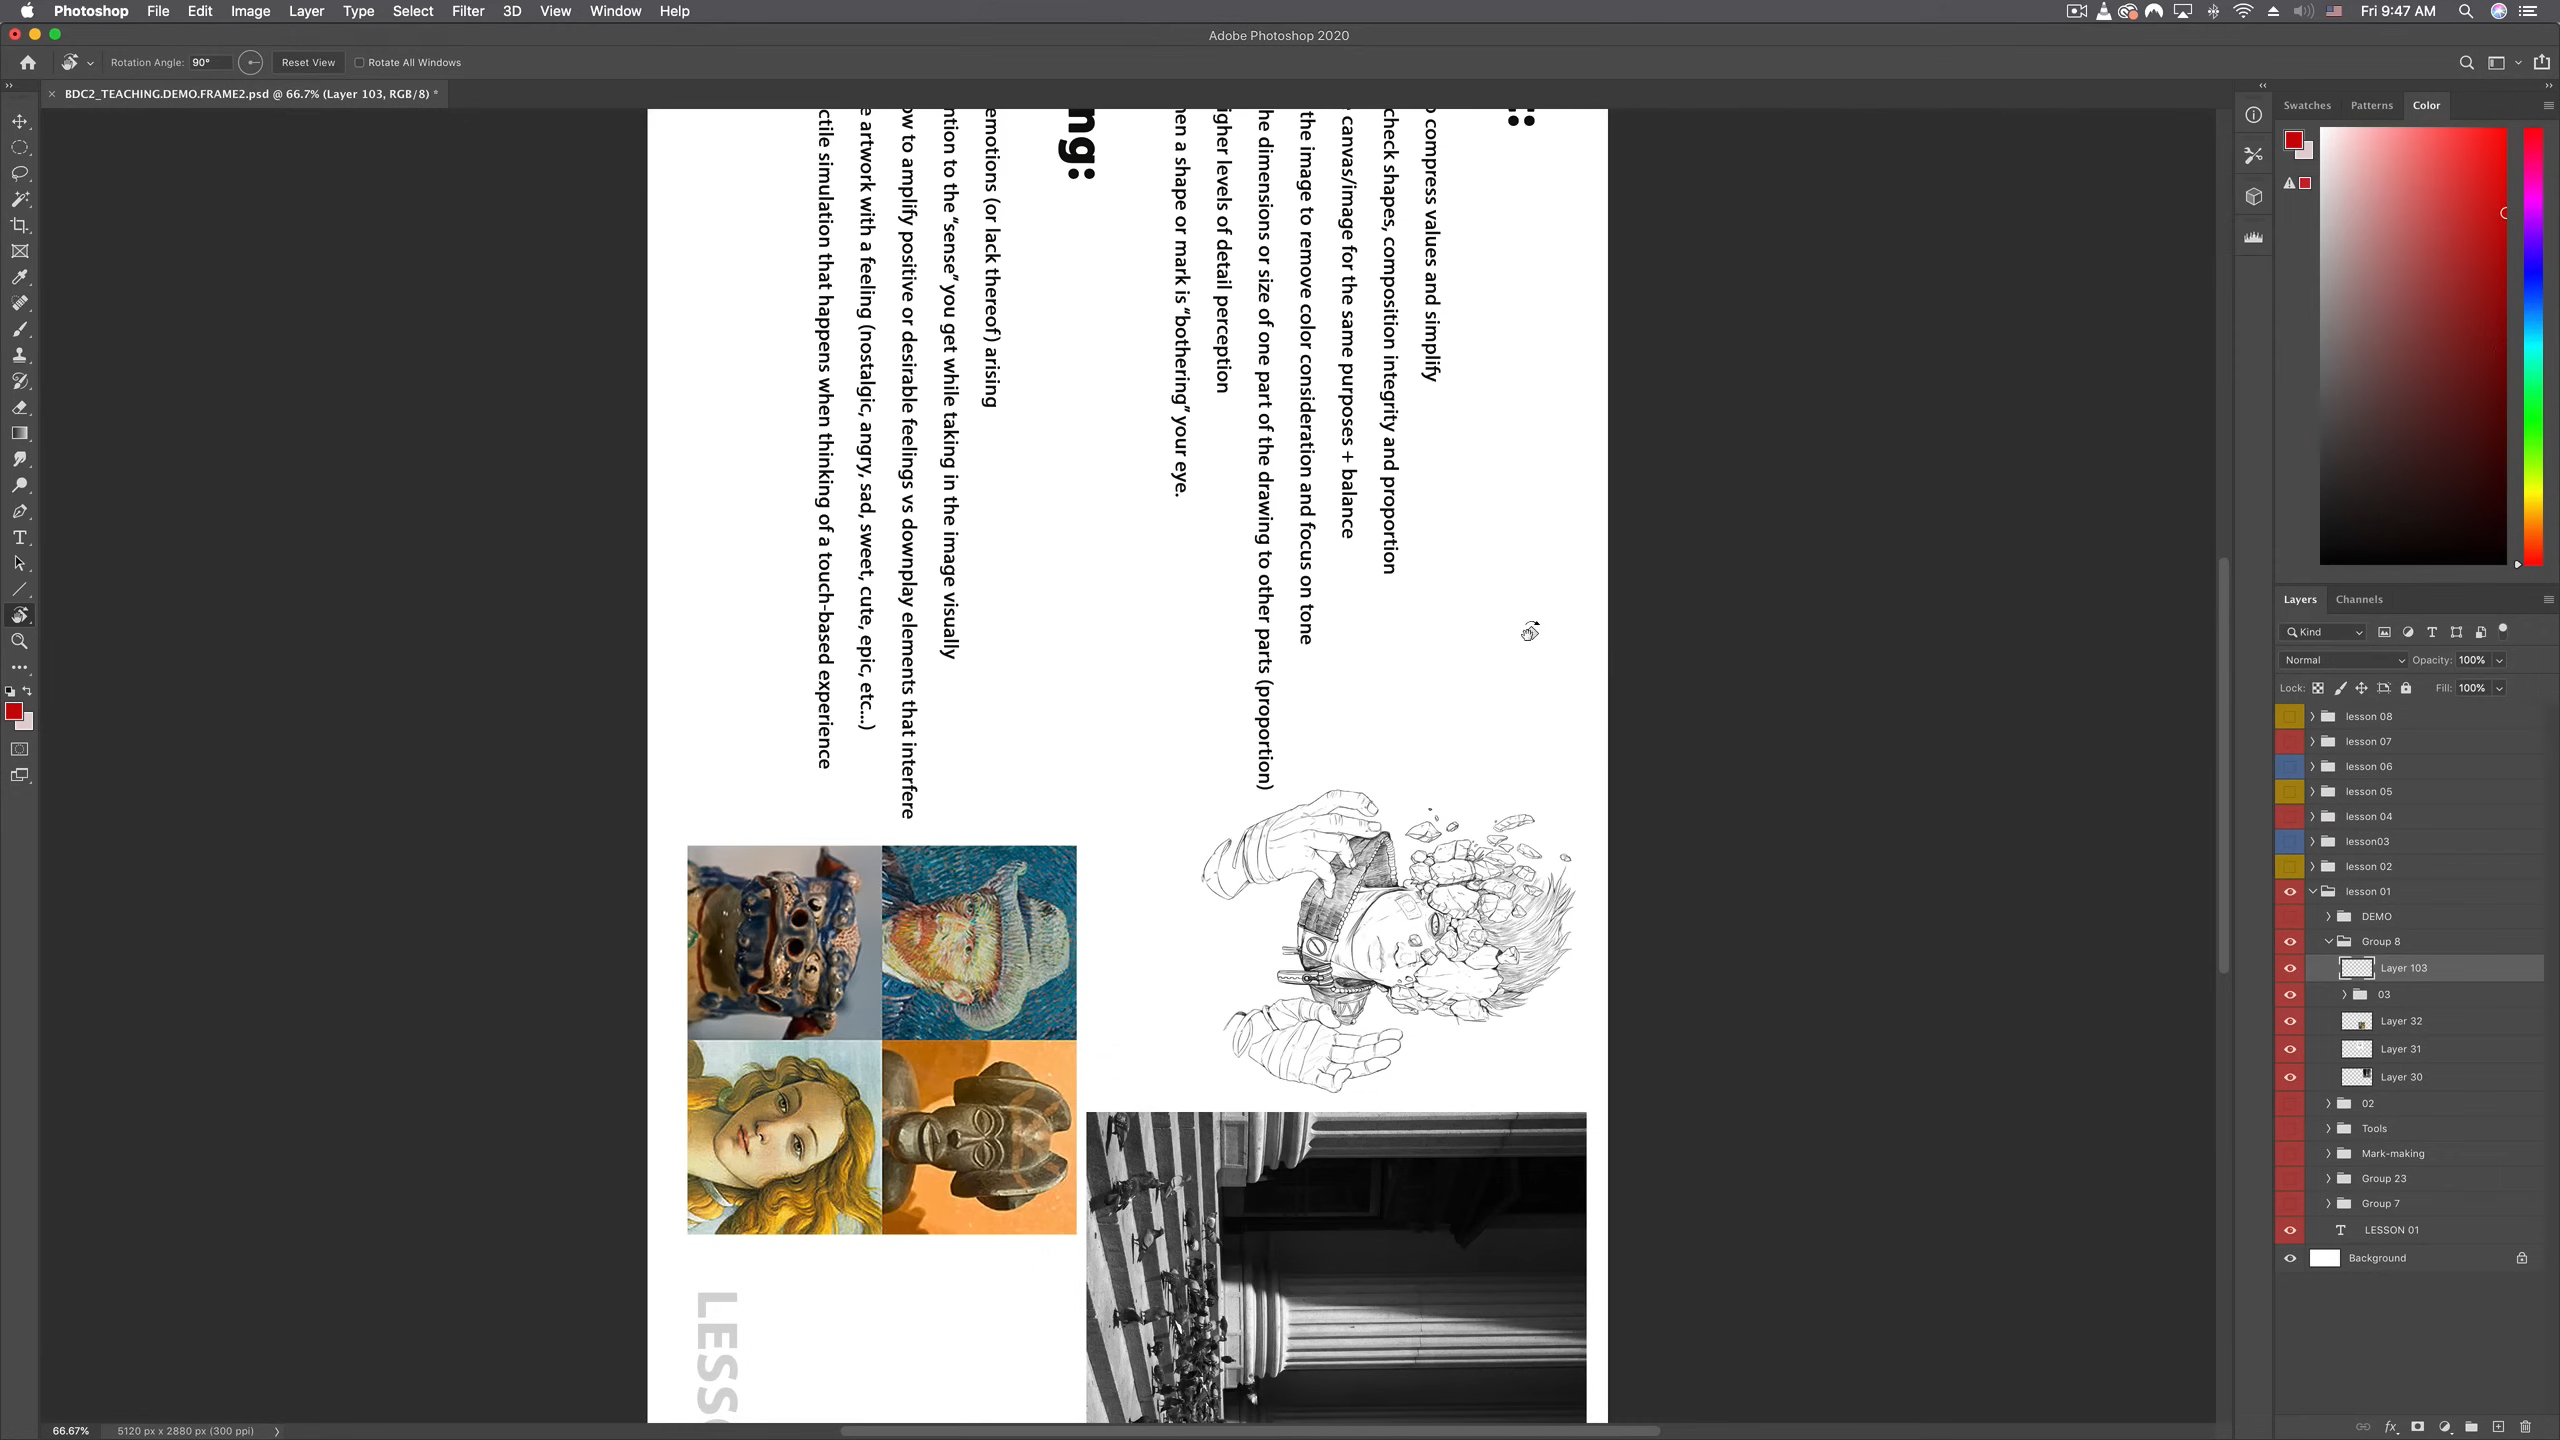 Photoshop File Edit Image Layer Type Select Filter 3D View Window Help
Fri 9:47 AM
Adobe Photoshop 2020
Rotation Angle: 90° Reset View Rotate All Windows
BDC2_TEACHING.DEMO.FRAME2.psd @ 66.7% (Layer 103, RGB/8) *
compress values and simplify
check shapes, composition integrity and proportion
canvas/image for the same purposes + balance
the image to remove color consideration and focus on tone
he dimensions or size of one part of the drawing to other parts (proportion)
igher levels of detail perception
hen a shape or mark is "bothering" your eye.
ng:
emotions (or lack thereof) arising
ntion to the "sense" you get while taking in the image visually
ow to amplify positive or desirable feelings vs downplay elements that interfere
e artwork with a feeling (nostalgic, angry, sad, sweet, cute, epic, etc...)
ctile simulation that happens when thinking of a touch-based experience
LESSO
Swatches Patterns Color
Layers Channels
Kind
Normal Opacity: 100%
Lock: Fill: 100%
lesson 08
lesson 07
lesson 06
lesson 05
lesson 04
lesson03
lesson 02
lesson 01
DEMO
Group 8
Layer 103
03
Layer 32
Layer 31
Layer 30
02
Tools
Mark-making
Group 23
Group 7
LESSON 01
Background
66.67% 5120 px x 2880 px (300 ppi)